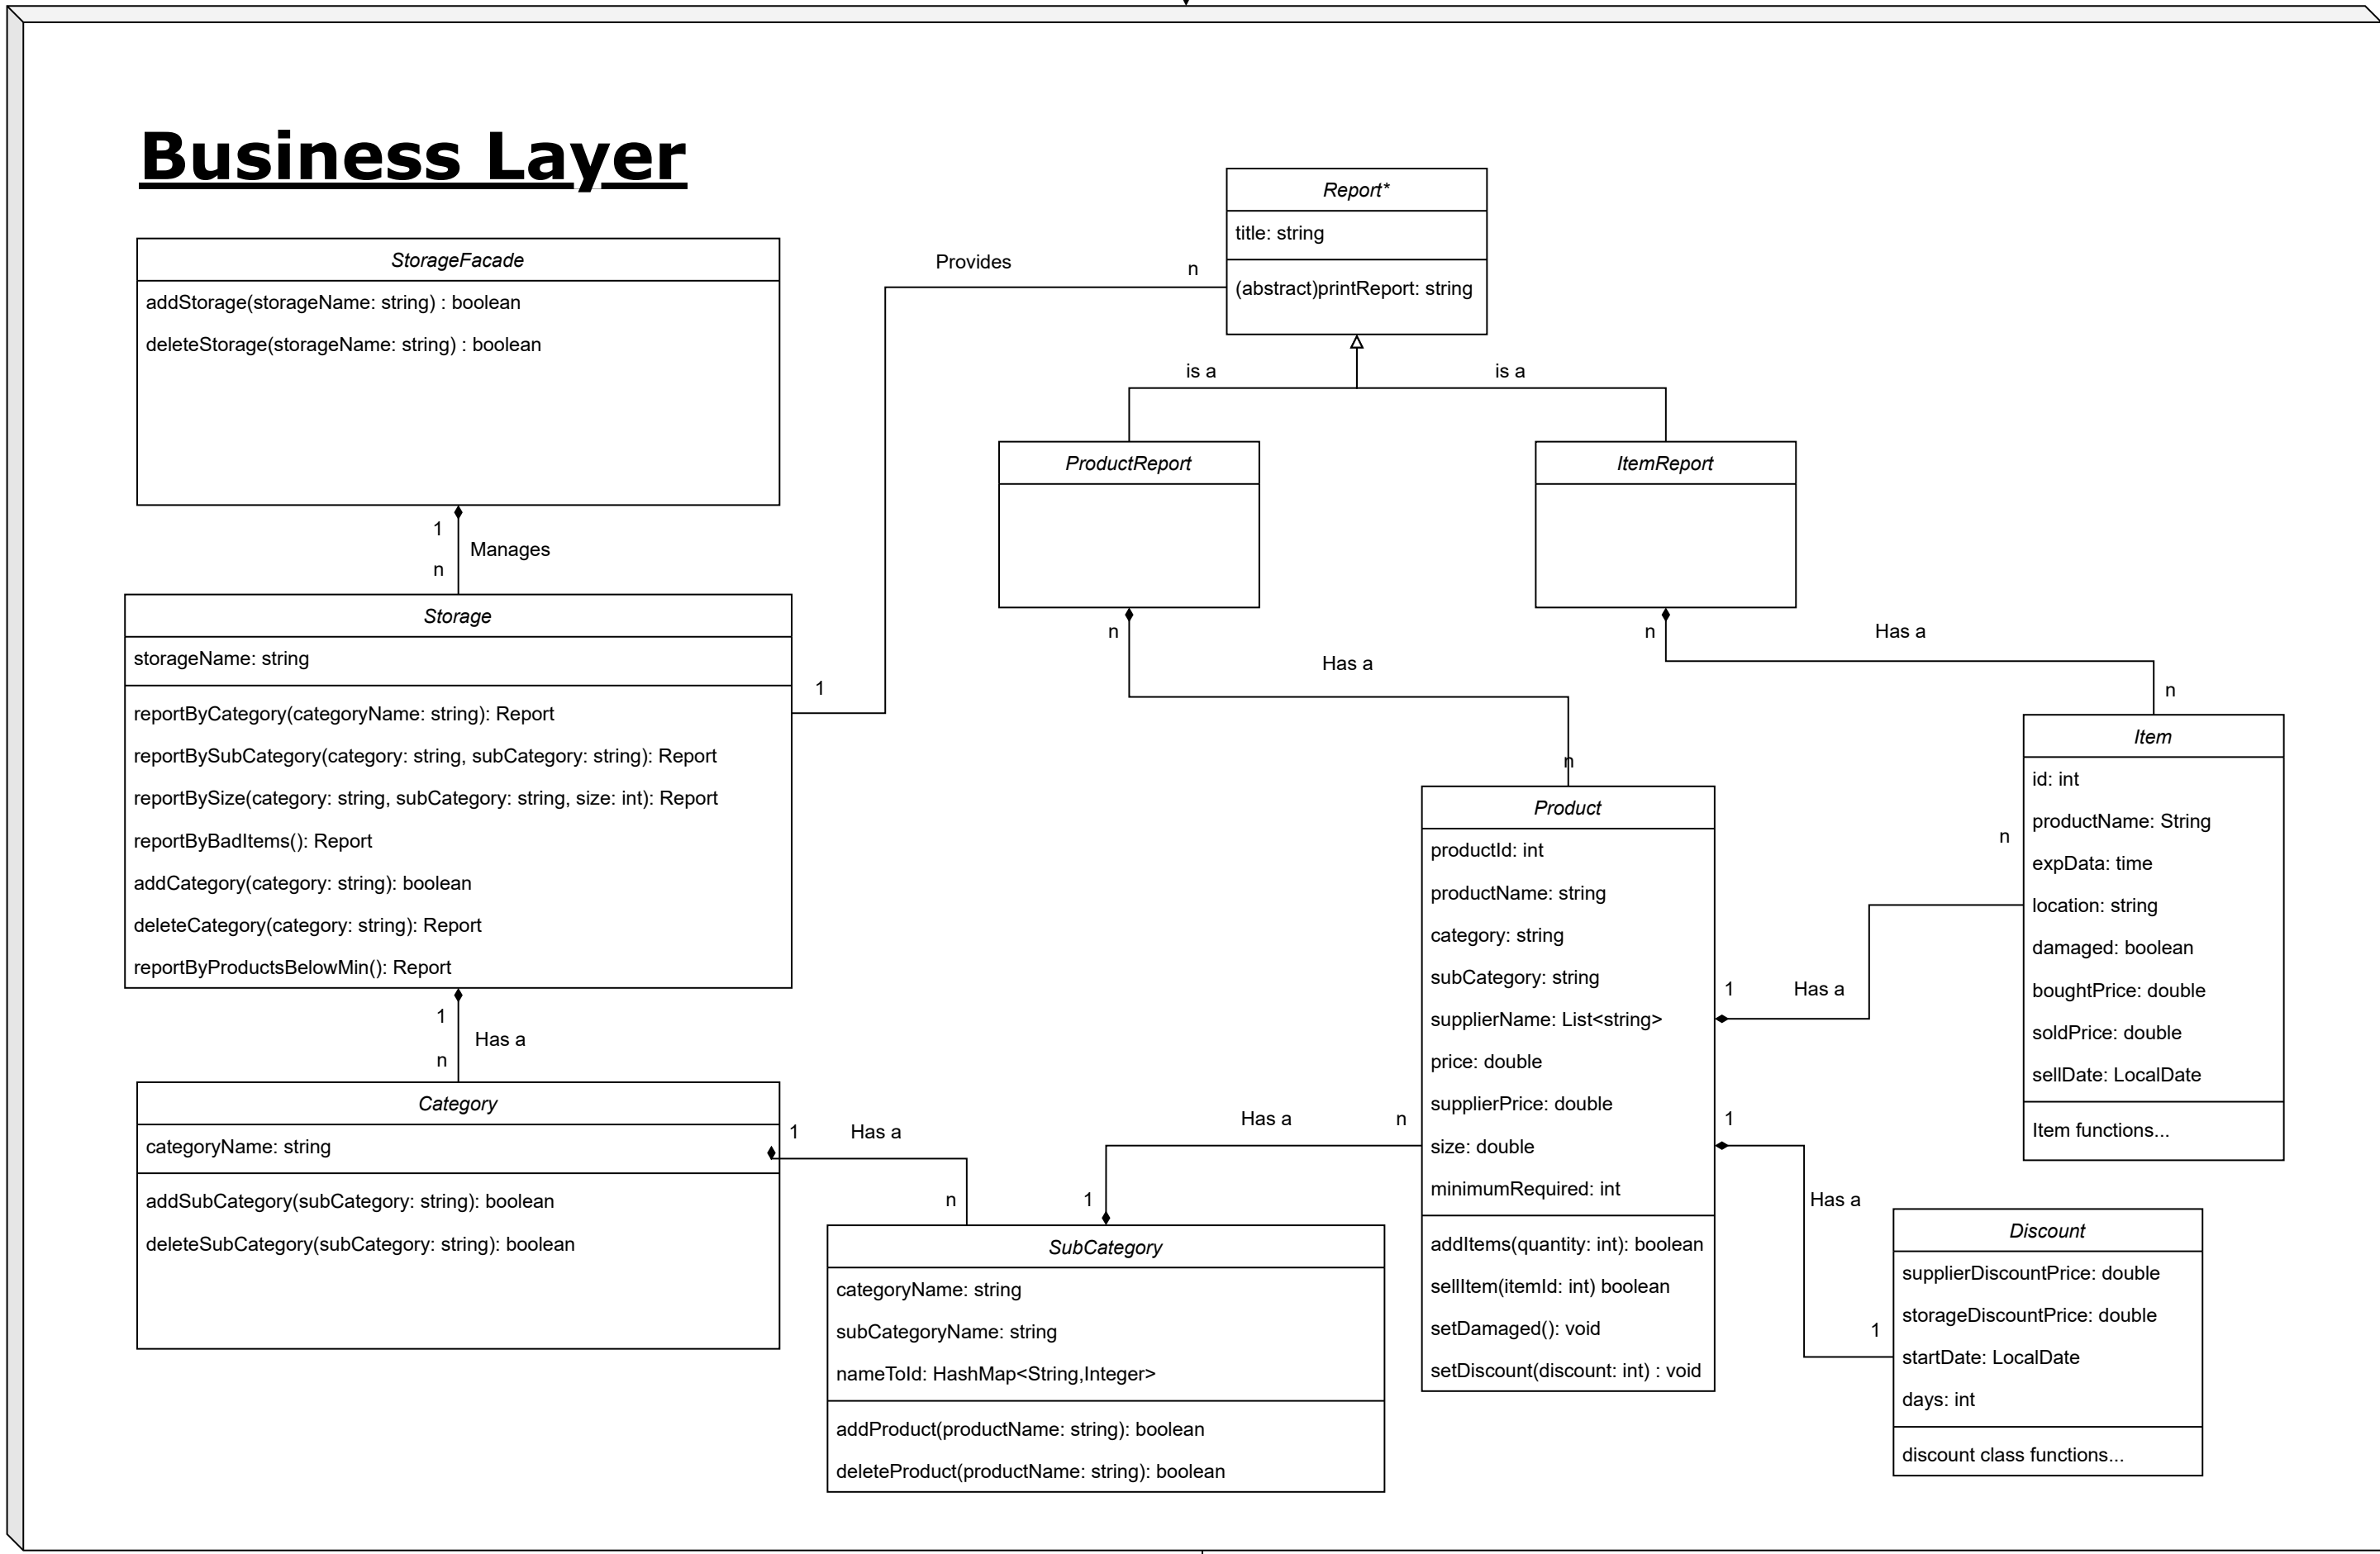 Business Layer
StorageFacade
addStorage(storageName: string) : boolean
deleteStorage(storageName: string) : boolean
1
Manages
n
Storage
storageName: string
reportByCategory(categoryName: string): Report
reportBySubCategory(category: string, subCategory: string): Report
reportBySize(category: string, subCategory: string, size: int): Report
reportByBadItems(): Report
addCategory(category: string): boolean
deleteCategory(category: string): Report
reportByProductsBelowMin(): Report
1
Provides
n
Report*
title: string
(abstract)printReport: string
is a
is a
ProductReport
ItemReport
n
Has a
n
n
Has a
n
1
Has a
n
Category
categoryName: string
addSubCategory(subCategory: string): boolean
deleteSubCategory(subCategory: string): boolean
1
Has a
n
SubCategory
categoryName: string
subCategoryName: string
nameToId: HashMap<String,Integer>
addProduct(productName: string): boolean
deleteProduct(productName: string): boolean
1
Has a
n
Product
productId: int
productName: string
category: string
subCategory: string
supplierName: List<string>
price: double
supplierPrice: double
size: double
minimumRequired: int
addItems(quantity: int): boolean
sellItem(itemId: int) boolean
setDamaged(): void
setDiscount(discount: int) : void
1
Has a
n
Item
id: int
productName: String
expData: time
location: string
damaged: boolean
boughtPrice: double
soldPrice: double
sellDate: LocalDate
Item functions...
1
Has a
1
Discount
supplierDiscountPrice: double
storageDiscountPrice: double
startDate: LocalDate
days: int
discount class functions...